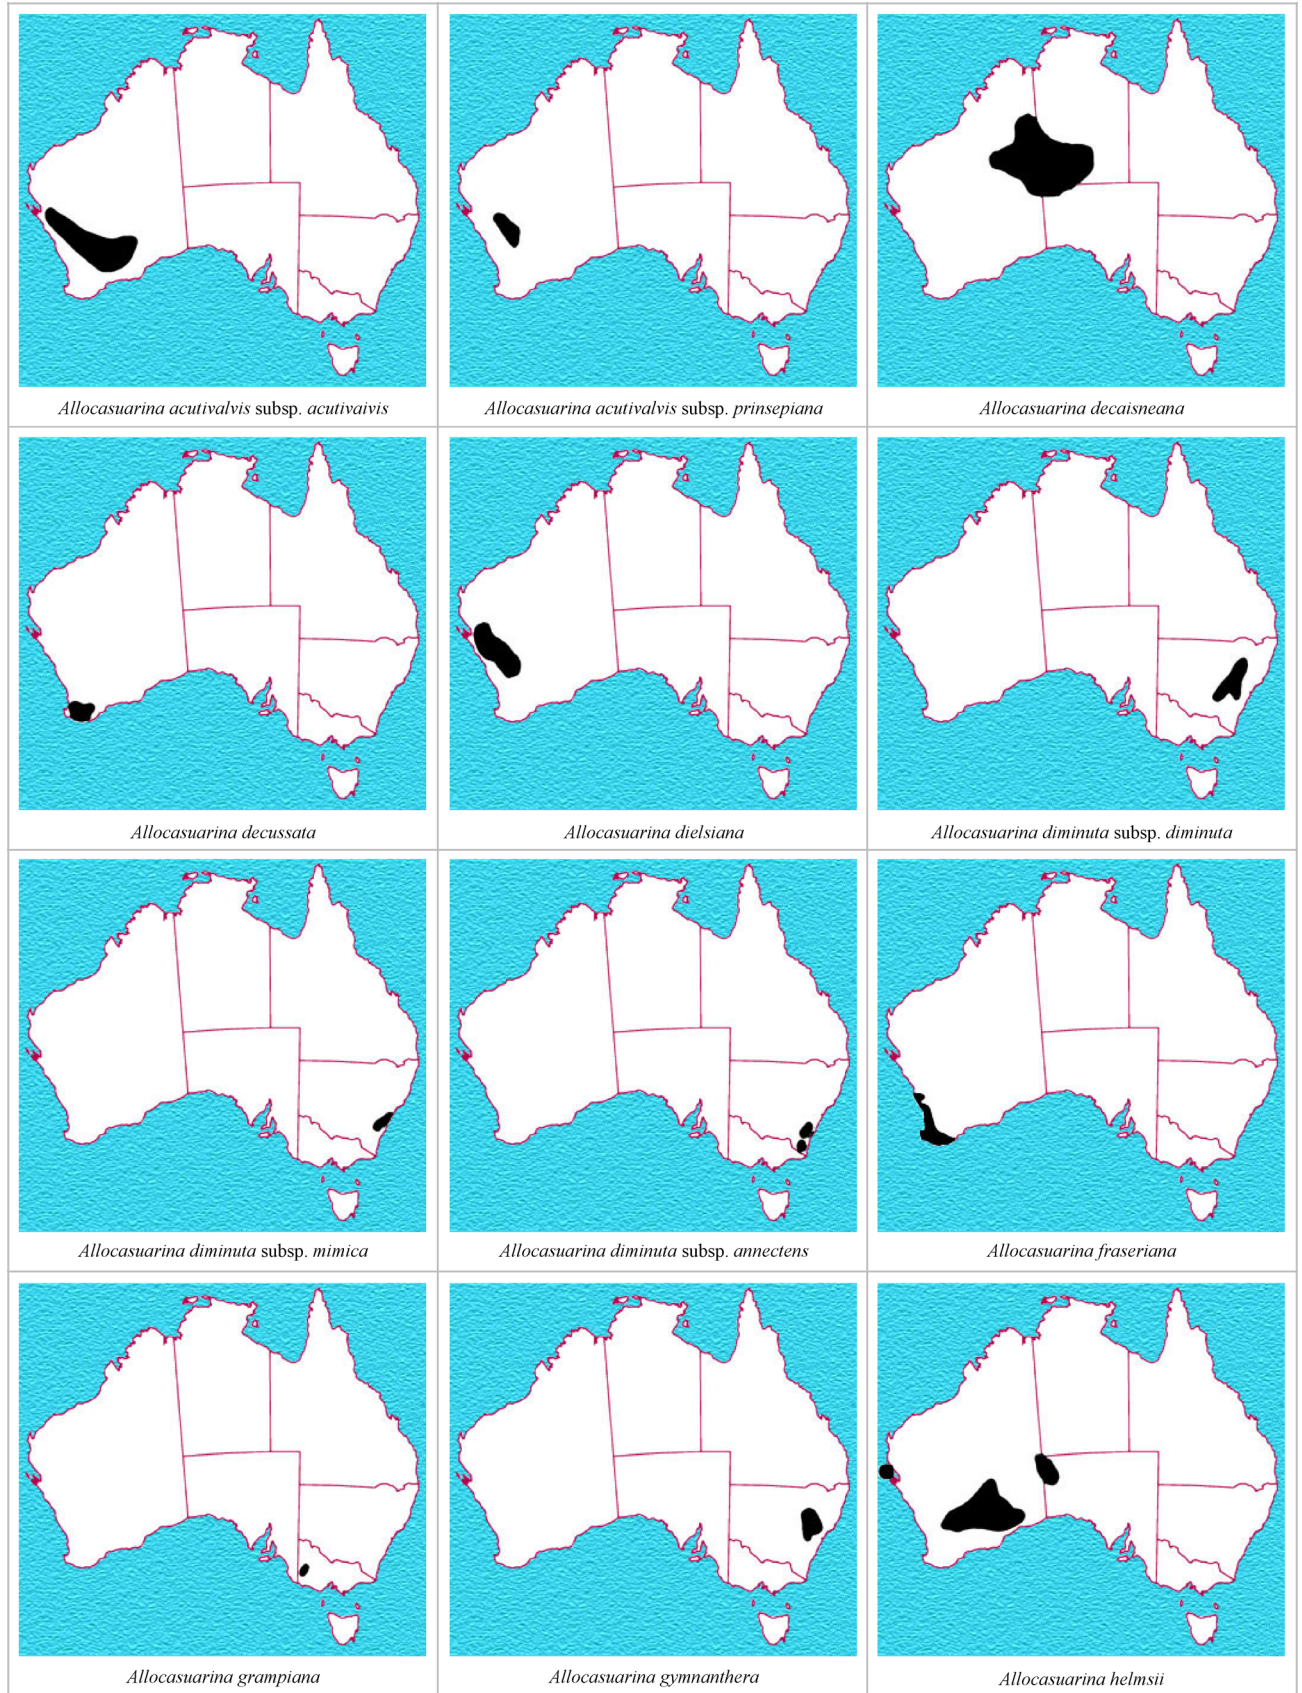 Allocasuarina acutivalvis subsp. acutivaivis
Allocasuarina acutivalvis subsp. prinsepiana
Allocasuarina decaisneana
Allocasuarina decussata
Allocasuarina dielsiana
Allocasuarina diminuta subsp. diminuta
Allocasuarina diminuta subsp. mimica
Allocasuarina diminuta subsp. annectens
Allocasuarina fraseriana
Allocasuarina grampiana
Allocasuarina gymnanthera
Allocasuarina helmsii